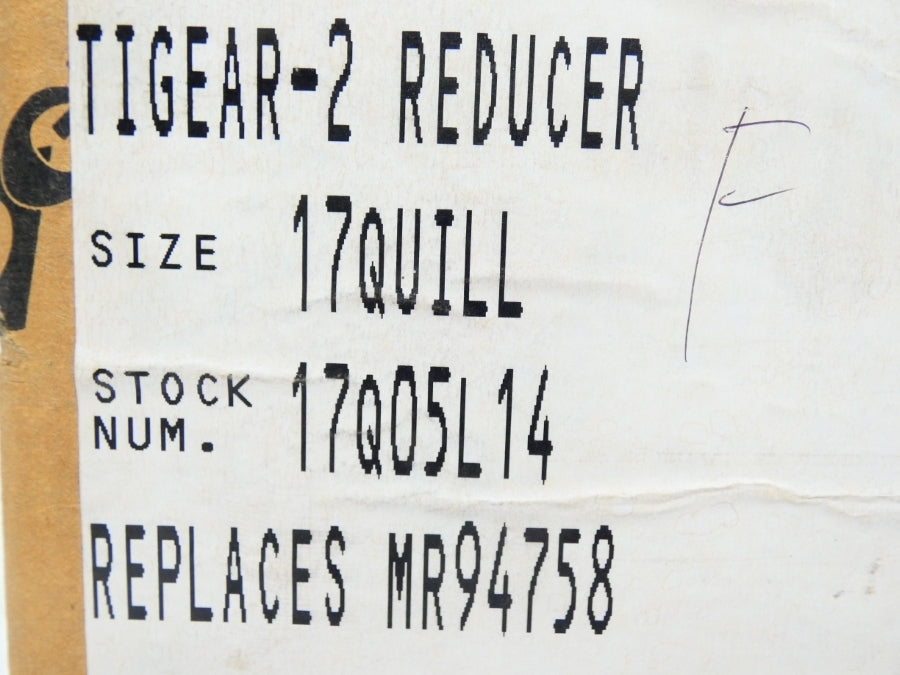 TIGEAR-2 REDUCER
F
SIZE 17QUILL
STOCK NUM. 17Q05L14
REPLACES MR94758